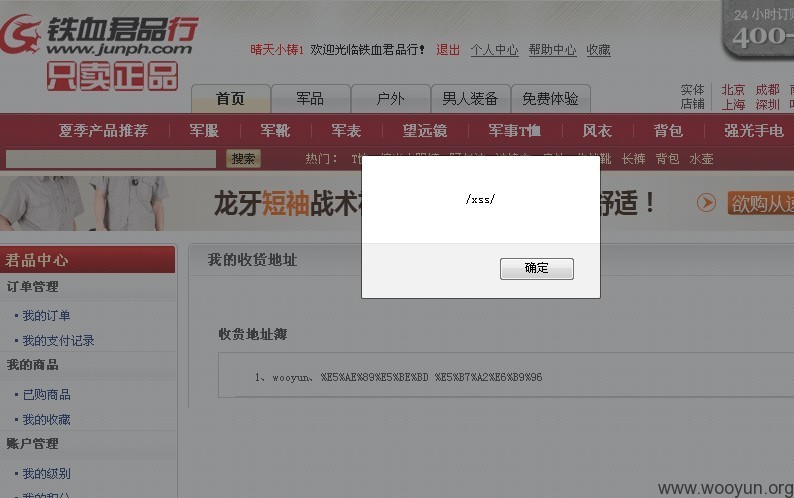 铁血君品行
www.junph.com
只卖正品
24 小时订购
400-
晴天小铸1 欢迎光临铁血君品行! 退出 个人中心 帮助中心 收藏
首页 军品 户外 男人装备 免费体验
实体店铺 北京 成都
上海 深圳
夏季产品推荐 军服 军靴 军表 望远镜 军事T恤 风衣 背包 强光手电
搜索 热门: 长裤 背包 水壶
龙牙短袖战术 舒适! 欲购从速
/xss/
确定
君品中心
我的收货地址
订单管理
• 我的订单
• 我的支付记录
收货地址簿
我的商品
1、wooyun、%E5%AE%89%E5%BE%BD %E5%B7%A2%E6%B9%96
• 已购商品
• 我的收藏
账户管理
• 我的级别
• 我的积分
www.wooyun.org